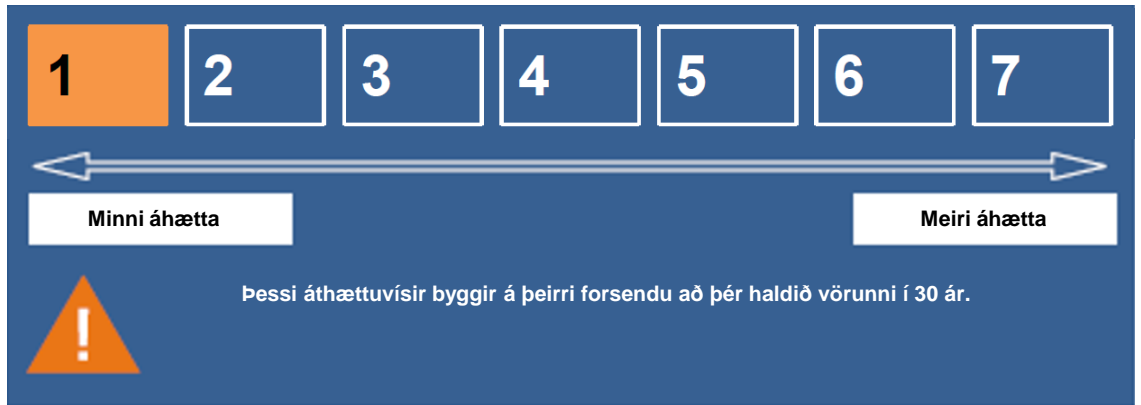 1 2 3 4 5 6 7
Minni áhætta Meiri áhætta
Þessi áthættuvísir byggir á þeirri forsendu að þér haldið vörunni í 30 ár.
!